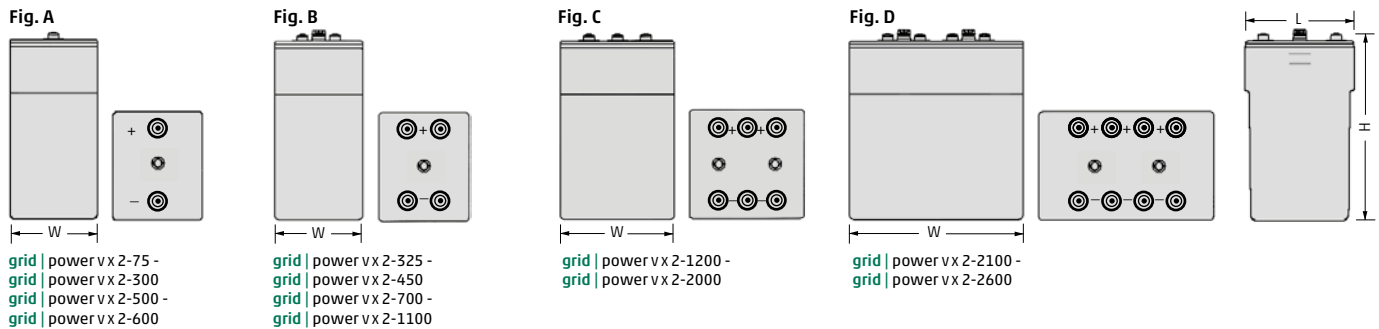 Fig. A
W
+
–
grid | power v x 2-75 -
grid | power v x 2-300
grid | power v x 2-500 -
grid | power v x 2-600
Fig. B
W
+
–
grid | power v x 2-325 -
grid | power v x 2-450
grid | power v x 2-700 -
grid | power v x 2-1100
Fig. C
W
+ +
– –
grid | power v x 2-1200 -
grid | power v x 2-2000
Fig. D
W
+ + +
– – –
grid | power v x 2-2100 -
grid | power v x 2-2600
L
H